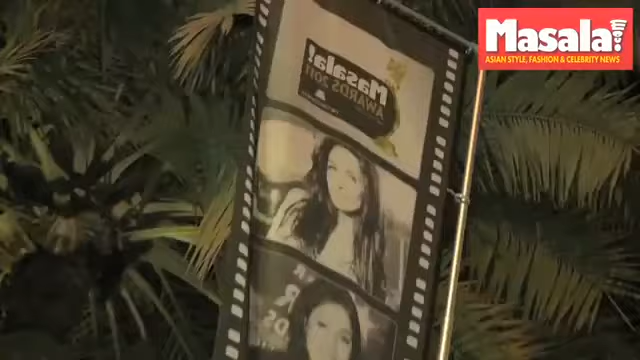 Masala!
ASIAN STYLE, FASHION & CELEBRITY NEWS
Masala!
AWARDS 2011